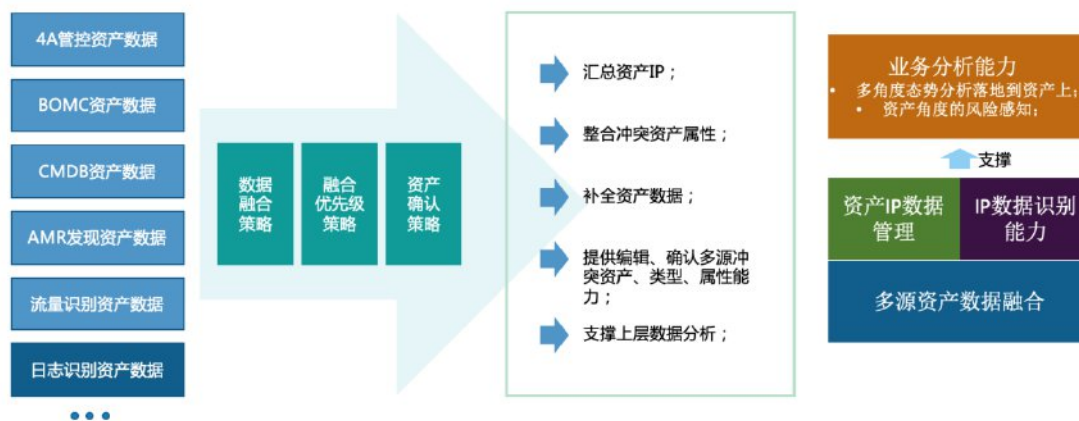 4A管控资产数据
BOMC资产数据
CMDB资产数据
AMR发现资产数据
流量识别资产数据
日志识别资产数据
数据
融合
策略
融合
优先级
策略
资产
确认
策略
汇总资产IP；
整合冲突资产属性；
补全资产数据；
提供编辑、确认多源冲
突资产、类型、属性能
力；
支撑上层数据分析；
业务分析能力
• 多角度态势分析落地到资产上；
• 资产角度的风险感知；
支撑
资产IP数据
管理
IP数据识别
能力
多源资产数据融合